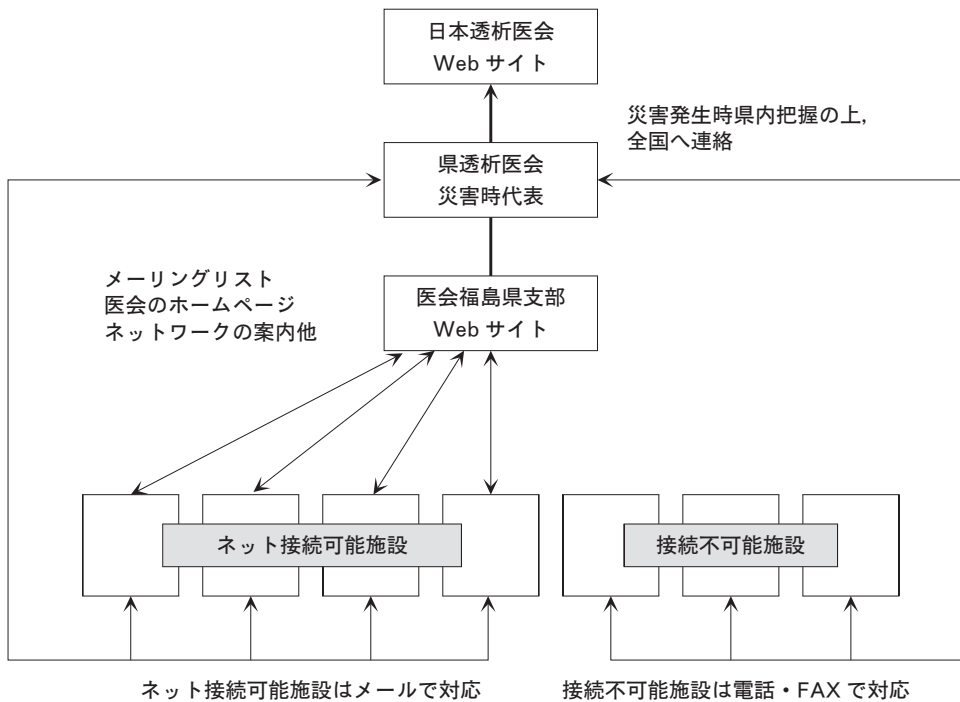 日本透析医会
Web サイト
災害発生時県内把握の上,
全国へ連絡
県透析医会
災害時代表
メーリングリスト
医会のホームページ
ネットワークの案内他
医会福島県支部
Web サイト
ネット接続可能施設
接続不可能施設
ネット接続可能施設はメールで対応
接続不可能施設は電話・FAX で対応